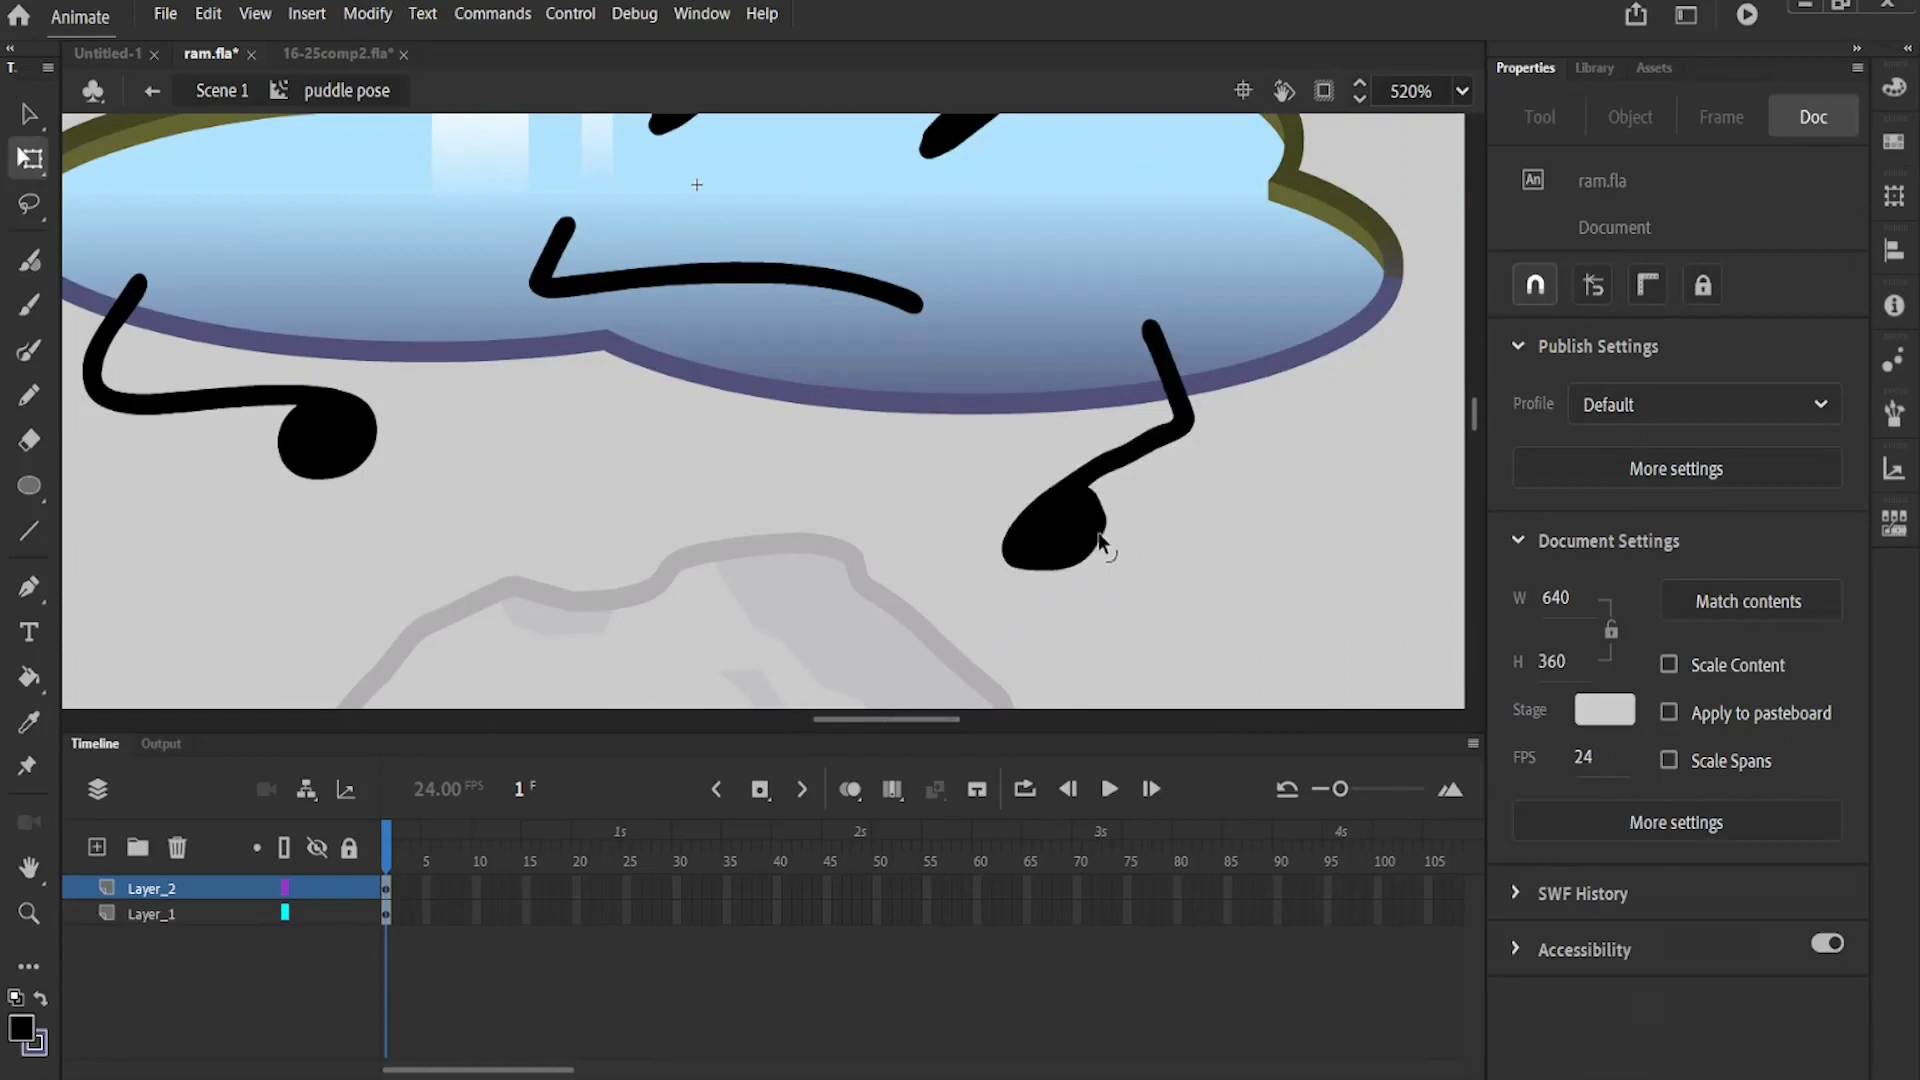 Animate File Edit View Insert Modify Text Commands Control Debug Window Help
Untitled-1 ram.fla* 16-25comp2.fla*
T.
Scene 1 puddle pose 520%
Properties Library Assets
Tool Object Frame Doc
An ram.fla
Document
Publish Settings
Profile Default
More settings
Document Settings
W 640 Match contents
H 360 Scale Content
Stage Apply to pasteboard
FPS 24 Scale Spans
More settings
SWF History
Accessibility
Timeline Output
24.00 FPS 1 F
1s 2s 3s 4s
5 10 15 20 25 30 35 40 45 50 55 60 65 70 75 80 85 90 95 100 105
Layer_2
Layer_1